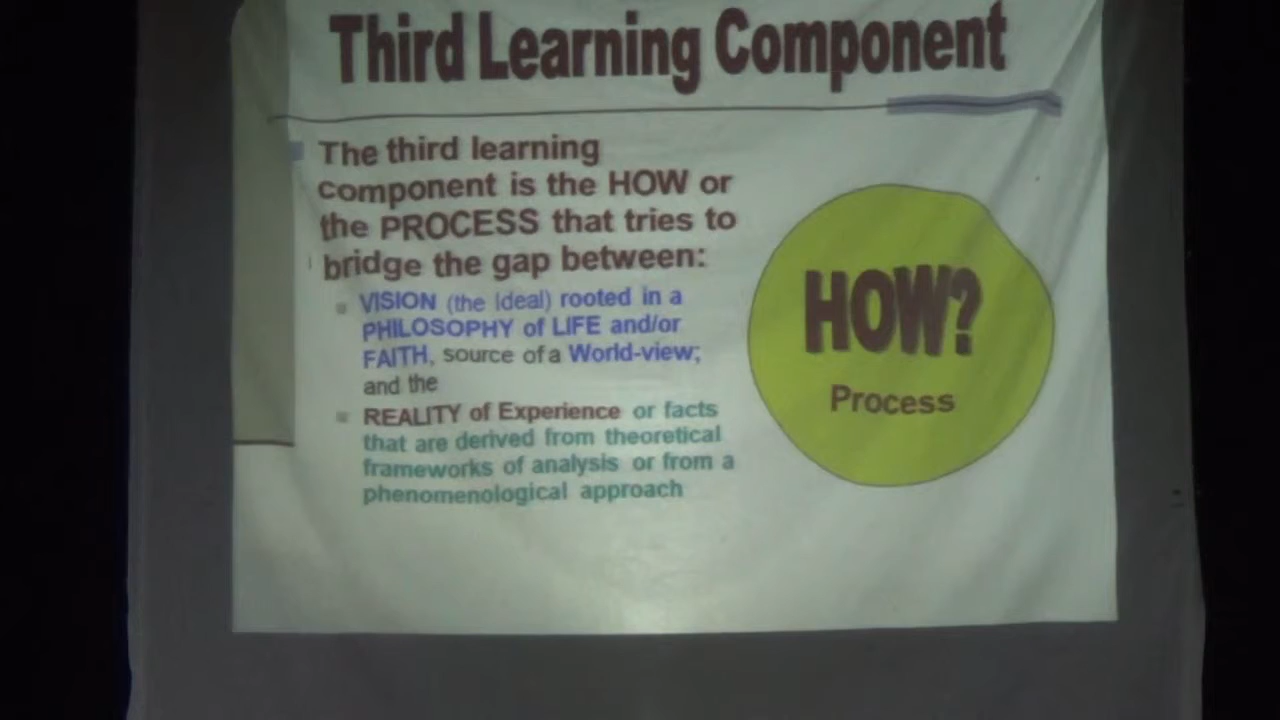 Third Learning Component
The third learning
component is the HOW or
the PROCESS that tries to
bridge the gap between:
VISION (the ideal) rooted in a
PHILOSOPHY of LIFE and/or
FAITH, source of a World-view;
and the
REALITY of Experience or facts
that are derived from theoretical
frameworks of analysis or from a
phenomenological approach
HOW?
Process